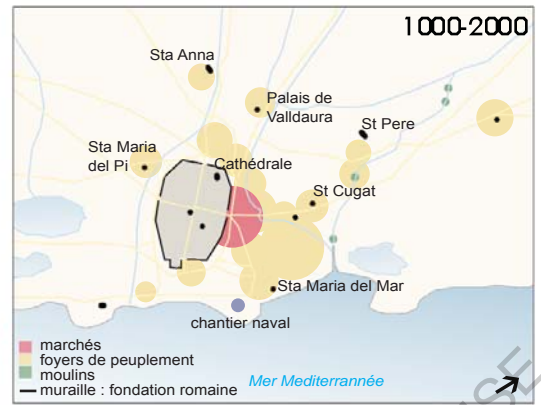 1000-2000
Sta Anna
Palais de
Valldaura
St Pere
Sta Maria
del Pi
Cathédrale
St Cugat
Sta Maria del Mar
chantier naval
marchés
foyers de peuplement
moulins
muraille : fondation romaine
Mer Mediterrannée
SE